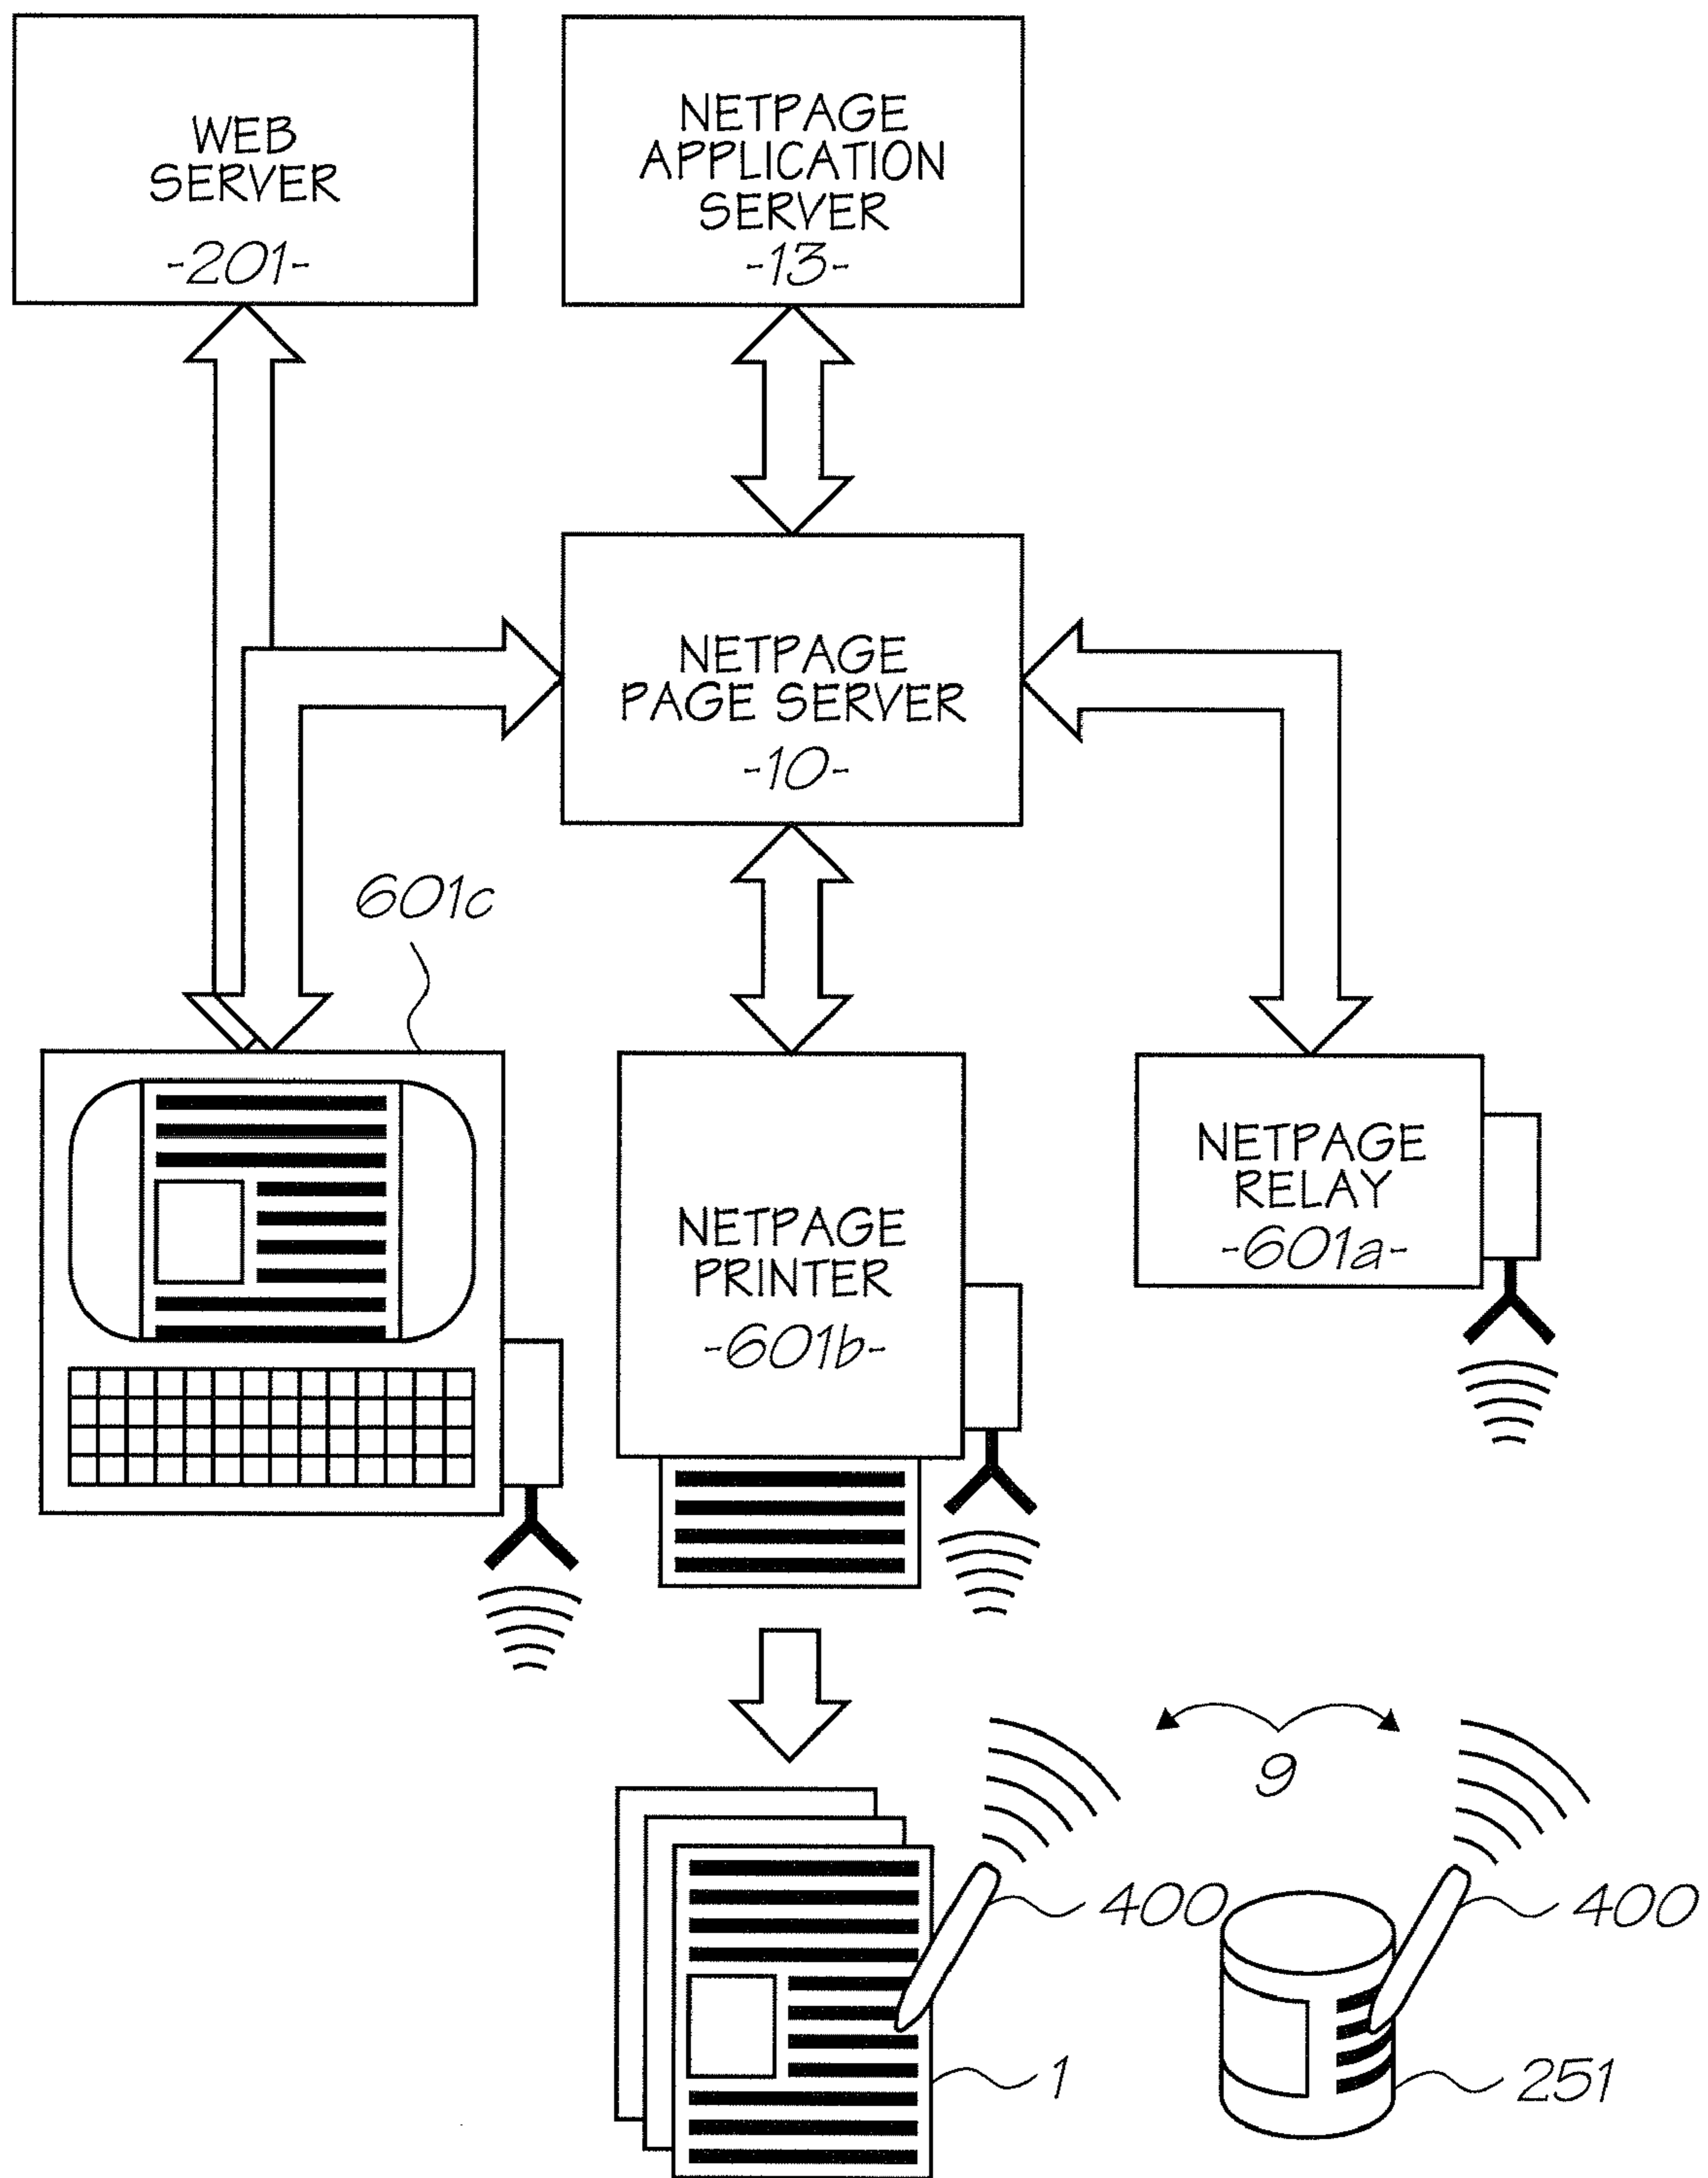 WEB
SERVER
-201-
NETPAGE
APPLICATION
SERVER
-13-
NETPAGE
PAGE SERVER
-10-
601c
NETPAGE
PRINTER
-601b-
NETPAGE
RELAY
-601a-
9
400
400
1
251